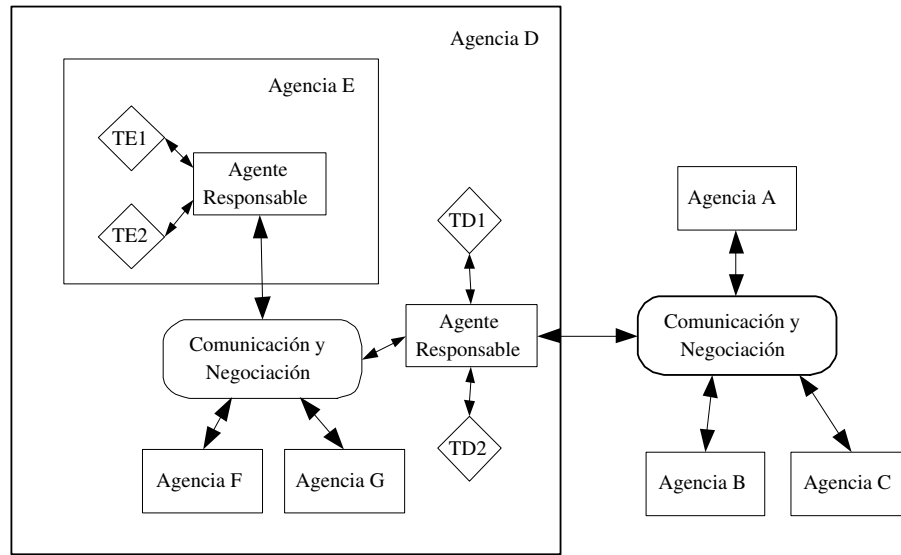 Agencia D
Agencia E
TE1
Agente
Responsable
TE2
TD1
Agencia A
Comunicación y
Negociación
Agente
Responsable
Comunicación y
Negociación
TD2
Agencia F
Agencia G
Agencia B
Agencia C